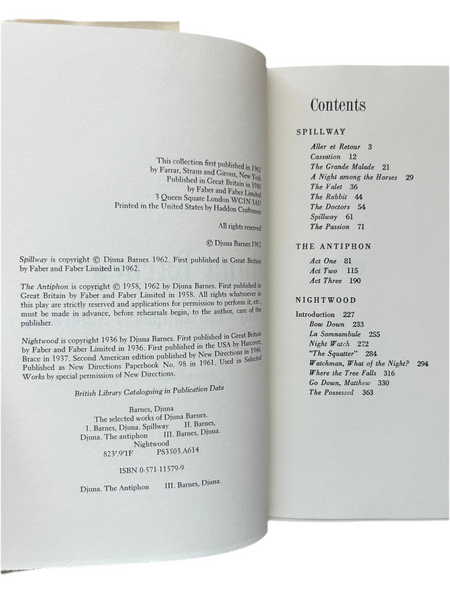 This collection first published in 1962
by Farrar, Straus and Giroux, New York
Published in Great Britain in 1980
by Faber and Faber Limited
3 Queen Square London WC1N 3AU
Printed in the United States by Haddon Craftsmen
All rights reserved
© Djuna Barnes 1962
Spillway is copyright © Djuna Barnes 1962. First published in Great Britain
by Faber and Faber Limited in 1962.
The Antiphon is copyright © 1958, 1962 by Djuna Barnes. First published in
Great Britain by Faber and Faber Limited in 1958. All rights whatsoever in
this play are strictly reserved and applications for permission to perform it, etc.,
must be made in advance, before rehearsals begin, to the author, care of the
publisher.
Nightwood is copyright 1936 by Djuna Barnes. First published in Great Britain
by Faber and Faber Limited in 1936. First published in the USA by Harcourt,
Brace in 1937. Second American edition published by New Directions in 1946.
Published as New Directions Paperbook No. 98 in 1961. Used in Selected
Works by special permission of New Directions.
British Library Cataloguing in Publication Data
Barnes, Djuna
The selected works of Djuna Barnes.
1. Barnes, Djuna. Spillway II. Barnes,
Djuna. The antiphon III. Barnes, Djuna.
Nightwood
823'.9'1F PS3503.A614
ISBN 0-571-11579-9
Djuna. The Antiphon III. Barnes, Djuna.
Contents
SPILLWAY
Aller et Retour 3
Cassation 12
The Grande Malade 21
A Night among the Horses 29
The Valet 36
The Rabbit 44
The Doctors 54
Spillway 61
The Passion 71
THE ANTIPHON
Act One 81
Act Two 115
Act Three 190
NIGHTWOOD
Introduction 227
Bow Down 233
La Somnambule 255
Night Watch 272
"The Squatter" 284
Watchman, What of the Night? 294
Where the Tree Falls 316
Go Down, Matthew 330
The Possessed 363